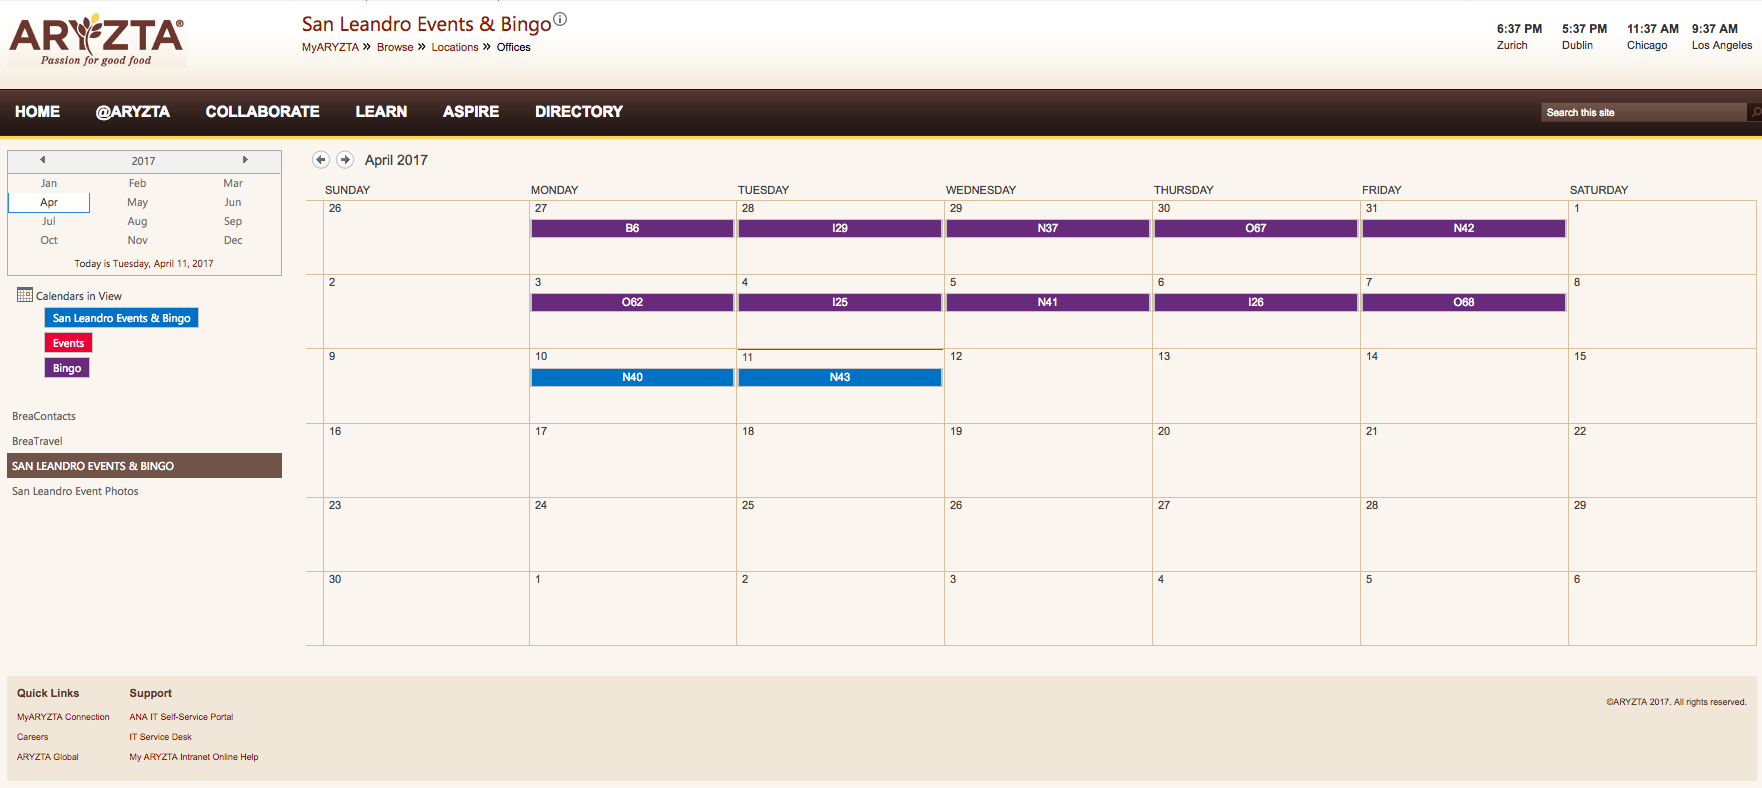 ARYZTA®
Passion for good food
San Leandro Events & Bingo
MyARYZTA » Browse » Locations » Offices
6:37 PM 5:37 PM 11:37 AM 9:37 AM
Zurich Dublin Chicago Los Angeles
HOME @ARYZTA COLLABORATE LEARN ASPIRE DIRECTORY
Search this site
2017
Jan Feb Mar
Apr May Jun
Jul Aug Sep
Oct Nov Dec
Today is Tuesday, April 11, 2017
Calendars in View
San Leandro Events & Bingo
Events
Bingo
BreaContacts
BreaTravel
SAN LEANDRO EVENTS & BINGO
San Leandro Event Photos
April 2017
SUNDAY MONDAY TUESDAY WEDNESDAY THURSDAY FRIDAY SATURDAY
26 27 28 29 30 31 1
B6 I29 N37 O67 N42
2 3 4 5 6 7 8
O62 I25 N41 I26 O68
9 10 11 12 13 14 15
N40 N43
16 17 18 19 20 21 22
23 24 25 26 27 28 29
30 1 2 3 4 5 6
Quick Links Support
MyARYZTA Connection ANA IT Self-Service Portal
Careers IT Service Desk
ARYZTA Global My ARYZTA Intranet Online Help
©ARYZTA 2017. All rights reserved.